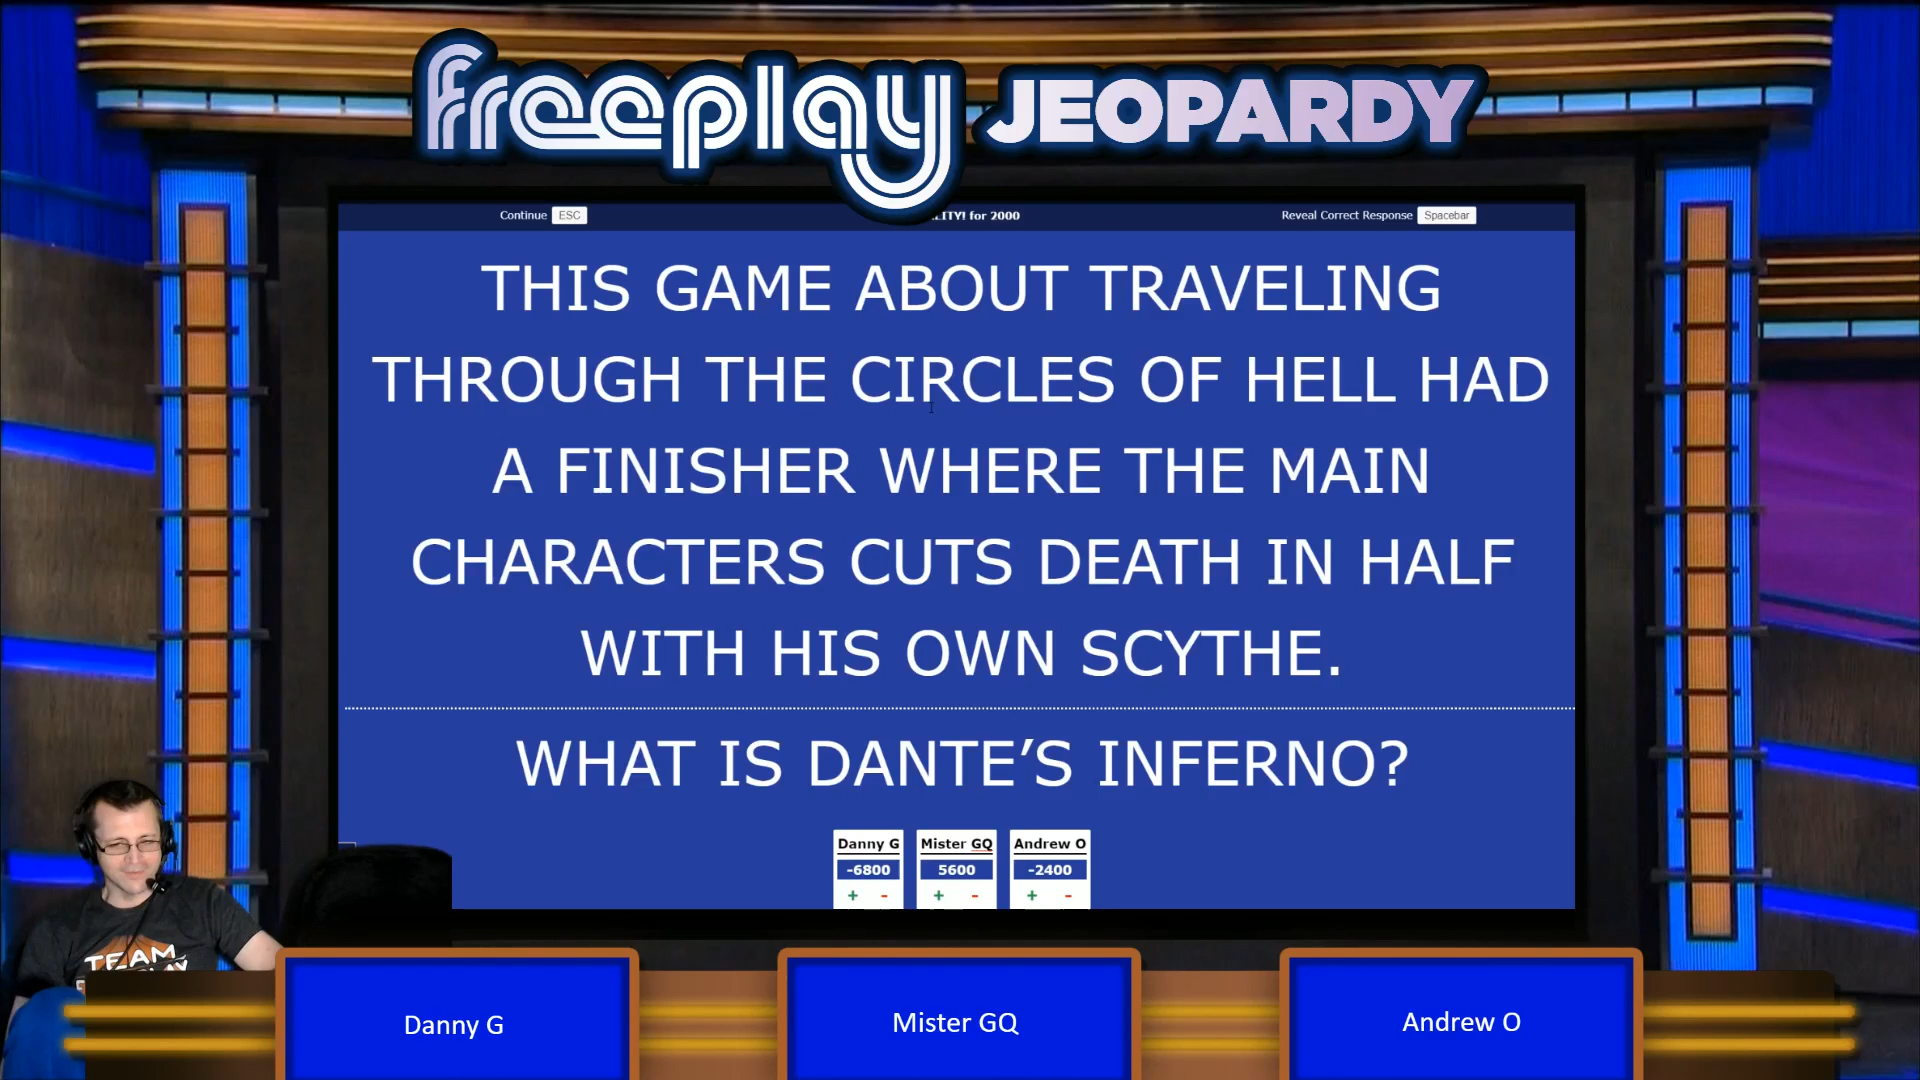 freeplay JEOPARDY
Continue ESC
LITY! for 2000
Reveal Correct Response Spacebar
THIS GAME ABOUT TRAVELING
THROUGH THE CIRCLES OF HELL HAD
A FINISHER WHERE THE MAIN
CHARACTERS CUTS DEATH IN HALF
WITH HIS OWN SCYTHE.
WHAT IS DANTE'S INFERNO?
Danny G Mister GQ Andrew O
-6800 5600 -2400
+ - + - + -
TEAM
Danny G
Mister GQ
Andrew O